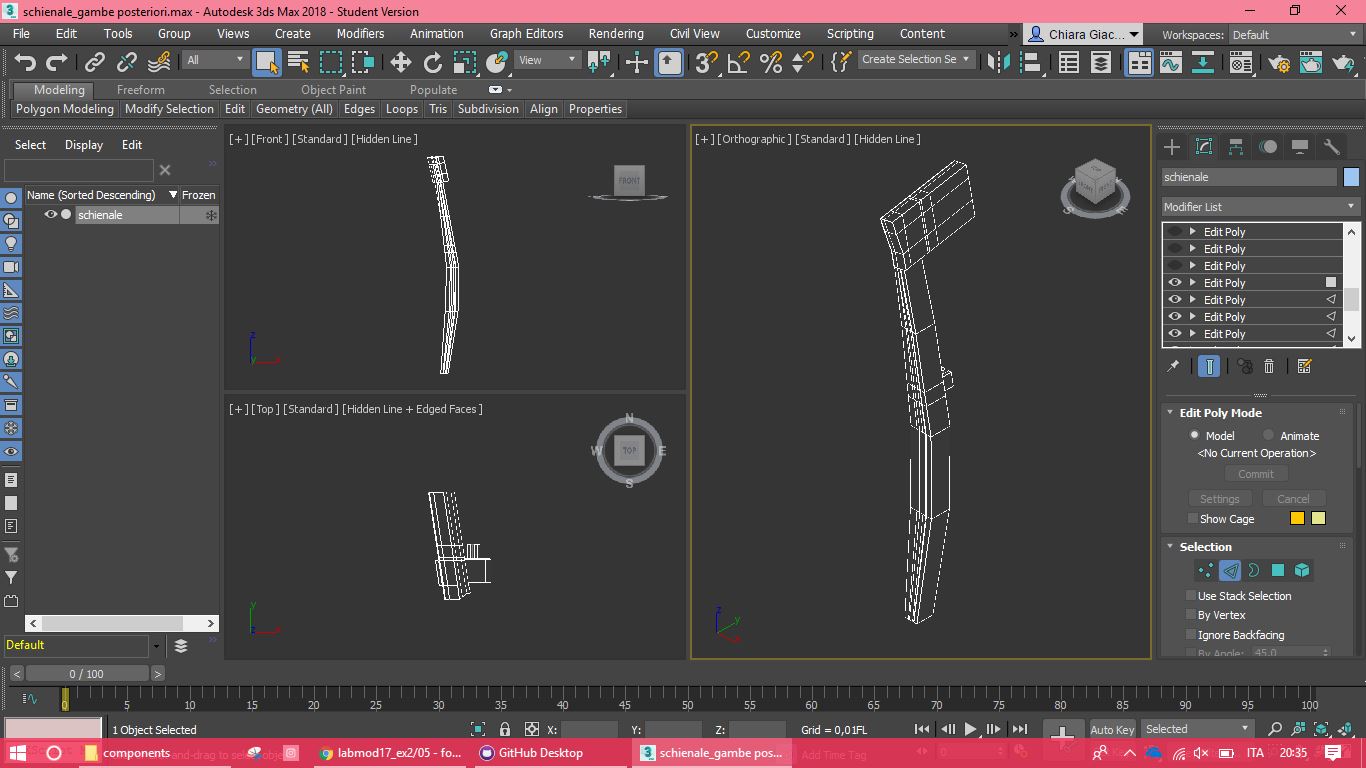 schienale_gambe posteriori.max - Autodesk 3ds Max 2018 - Student Version
File Edit Tools Group Views Create Modifiers Animation Graph Editors Rendering Civil View Customize Scripting Content » Chiara Giac... Workspaces: Default
All View Create Selection Se
Modeling Freeform Selection Object Paint Populate
Polygon Modeling Modify Selection Edit Geometry (All) Edges Loops Tris Subdivision Align Properties
Select Display Edit
Name (Sorted Descending) Frozen
schienale
[+] [Front] [Standard] [Hidden Line]
FRONT
z
x
y
[+] [Top] [Standard] [Hidden Line + Edged Faces]
N
W TOP E
S
y
z x
[+] [Orthographic] [Standard] [Hidden Line]
TOP
S E
z
y
x
schienale
Modifier List
Edit Poly
Edit Poly
Edit Poly
Edit Poly
Edit Poly
Edit Poly
Edit Poly
Edit Poly Mode
Model Animate
<No Current Operation>
Commit
Settings Cancel
Show Cage
Selection
Use Stack Selection
By Vertex
Ignore Backfacing
By Angle: 45,0
Default
< 0 / 100 >
0 5 10 15 20 25 30 35 40 45 50 55 60 65 70 75 80 85 90 95 100
1 Object Selected X: Y: Z: Grid = 0,01FL Auto Key Selected
Add Time Tag
components labmod17_ex2/05 - fo... GitHub Desktop schienale_gambe pos... ITA 20:35